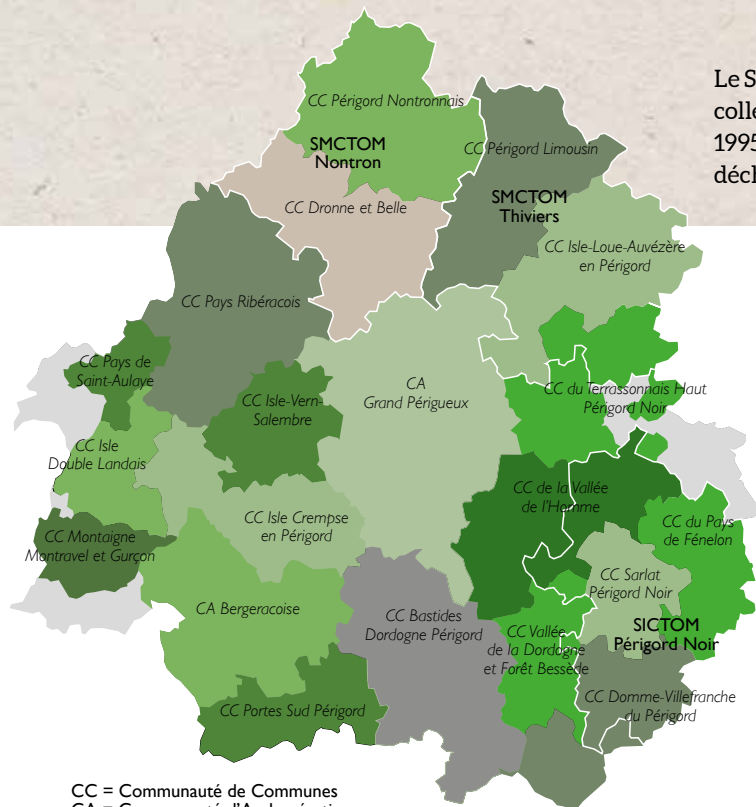 Le S
colle
1995
déch
CC Périgord Nontronnais
SMCTOM
Nontron
CC Périgord Limousin
SMCTOM
Thiviers
CC Dronne et Belle
CC Isle-Loue-Auvézère
en Périgord
CC Pays Ribéracois
CC Pays de
Saint-Aulaye
CA
Grand Périgueux
CC du Terrassonnais Haut
Périgord Noir
CC Isle-Vern-
Salembre
CC Isle
Double Landais
CC de la Vallée
de l'Homme
CC Isle Crempse
en Périgord
CC du Pays
de Fénelon
CC Montaigne
Montravel et Gurçon
CC Sarlat
Périgord Noir
CA Bergeracoise
CC Bastides
Dordogne Périgord
SICTOM
Périgord Noir
CC Vallée
de la Dordogne
et Forêt Bessède
CC Domme-Villefranche
du Périgord
CC Portes Sud Périgord
CC = Communauté de Communes